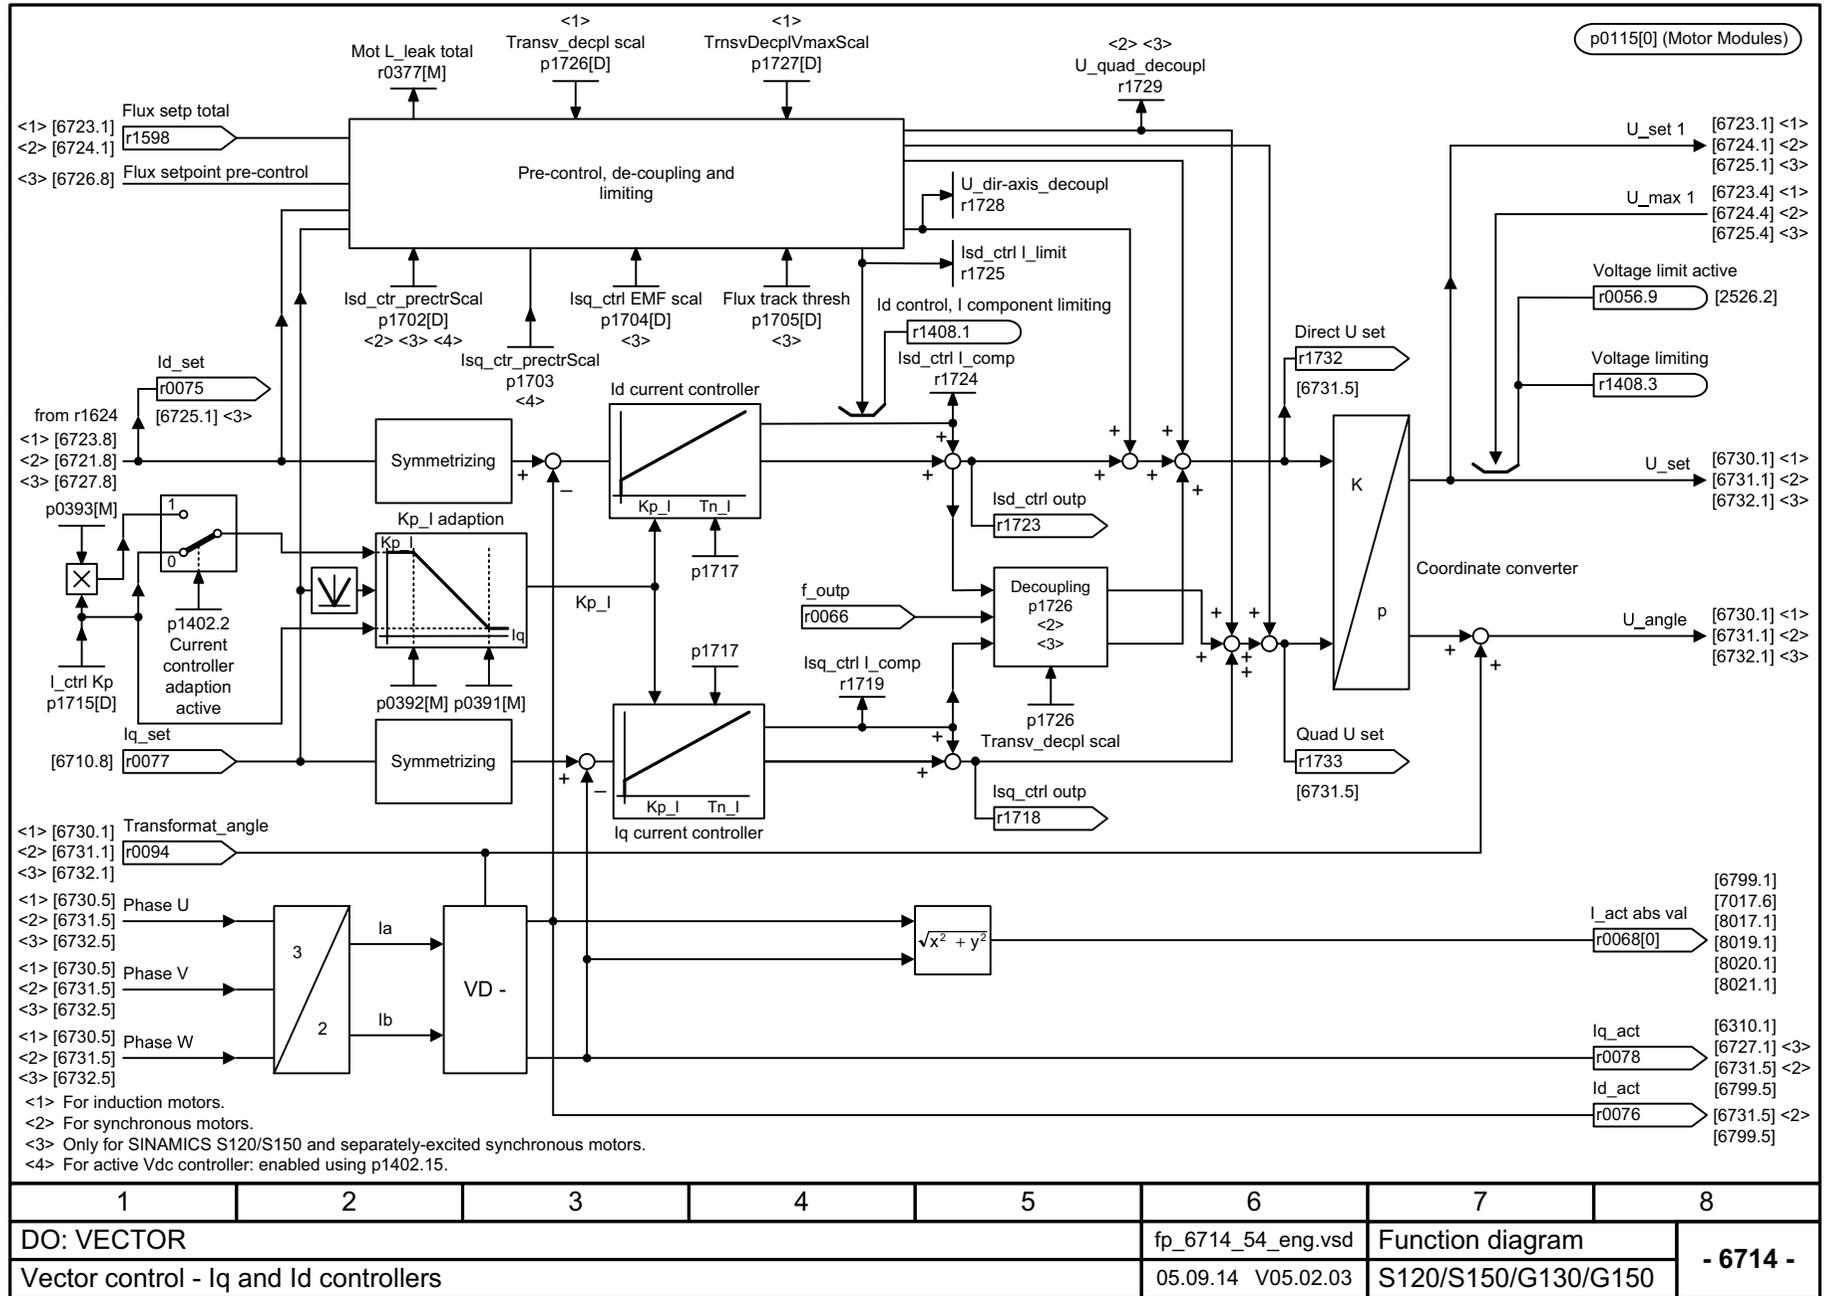 <1>
Transv_decpl scal
p1726[D]
<1>
TrnsvDecplVmaxScal
p1727[D]
Mot L_leak total
r0377[M]
<2> <3>
U_quad_decoupl
r1729
p0115[0] (Motor Modules)
Flux setp total
<1> [6723.1]
<2> [6724.1]
r1598
<3> [6726.8]
Flux setpoint pre-control
Pre-control, de-coupling and
limiting
U_dir-axis_decoupl
r1728
Isd_ctrl I_limit
r1725
U_set 1
[6723.1] <1>
[6724.1] <2>
[6725.1] <3>
U_max 1
[6723.4] <1>
[6724.4] <2>
[6725.4] <3>
Voltage limit active
r0056.9
[2526.2]
Voltage limiting
r1408.3
Isd_ctr_prectrScal
p1702[D]
<2> <3> <4>
Isq_ctr_prectrScal
p1703
<4>
Isq_ctrl EMF scal
p1704[D]
<3>
Flux track thresh
p1705[D]
<3>
Id control, I component limiting
r1408.1
Isd_ctrl I_comp
r1724
Direct U set
r1732
[6731.5]
Id_set
r0075
[6725.1] <3>
from r1624
<1> [6723.8]
<2> [6721.8]
<3> [6727.8]
Symmetrizing
+
–
Id current controller
Kp_I
Tn_I
p1717
+
+
+
+
+
+
Isd_ctrl outp
r1723
K
p
Coordinate converter
U_set
[6730.1] <1>
[6731.1] <2>
[6732.1] <3>
p0393[M]
1
0
p1402.2
Current
controller
adaption
active
I_ctrl Kp
p1715[D]
Kp_I adaption
Kp_I
Iq
p0392[M]
p0391[M]
Kp_I
f_outp
r0066
Decoupling
p1726
<2>
<3>
p1726
Transv_decpl scal
+
+
+
+
+
U_angle
[6730.1] <1>
[6731.1] <2>
[6732.1] <3>
+
+
p1717
Isq_ctrl I_comp
r1719
Iq_set
[6710.8]
r0077
Symmetrizing
+
–
Kp_I
Tn_I
Iq current controller
+
+
Isq_ctrl outp
r1718
Quad U set
r1733
[6731.5]
Transformat_angle
<1> [6730.1]
<2> [6731.1]
<3> [6732.1]
r0094
<1> [6730.5]
<2> [6731.5]
<3> [6732.5]
Phase U
<1> [6730.5]
<2> [6731.5]
<3> [6732.5]
Phase V
<1> [6730.5]
<2> [6731.5]
<3> [6732.5]
Phase W
3
2
Ia
Ib
VD -
√x² + y²
I_act abs val
r0068[0]
[6799.1]
[7017.6]
[8017.1]
[8019.1]
[8020.1]
[8021.1]
Iq_act
r0078
[6310.1]
[6727.1] <3>
[6731.5] <2>
[6799.5]
Id_act
r0076
[6731.5] <2>
[6799.5]
<1> For induction motors.
<2> For synchronous motors.
<3> Only for SINAMICS S120/S150 and separately-excited synchronous motors.
<4> For active Vdc controller: enabled using p1402.15.
1
2
3
4
5
6
7
8
DO: VECTOR
fp_6714_54_eng.vsd
Function diagram
- 6714 -
Vector control - Iq and Id controllers
05.09.14 V05.02.03
S120/S150/G130/G150